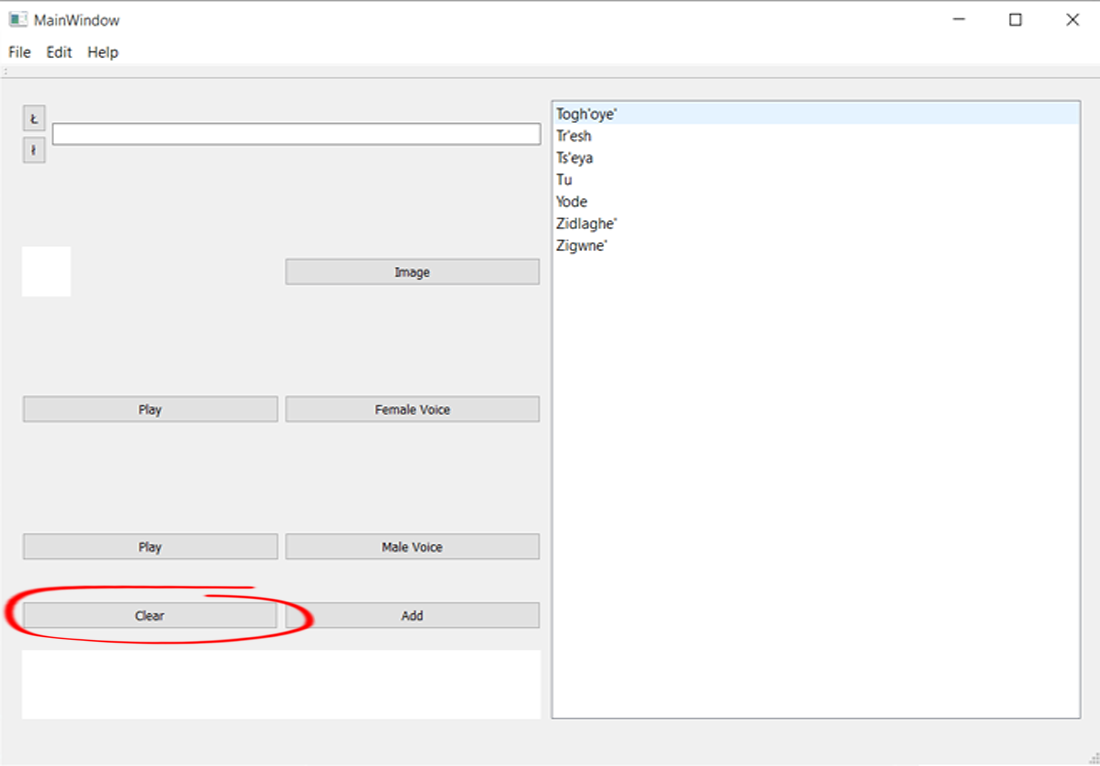 MainWindow
File Edit Help
Ł
ł
Togh'oye'
Tr'esh
Ts'eya
Tu
Yode
Zidlaghe'
Zigwne'
Image
Play Female Voice
Play Male Voice
Clear Add